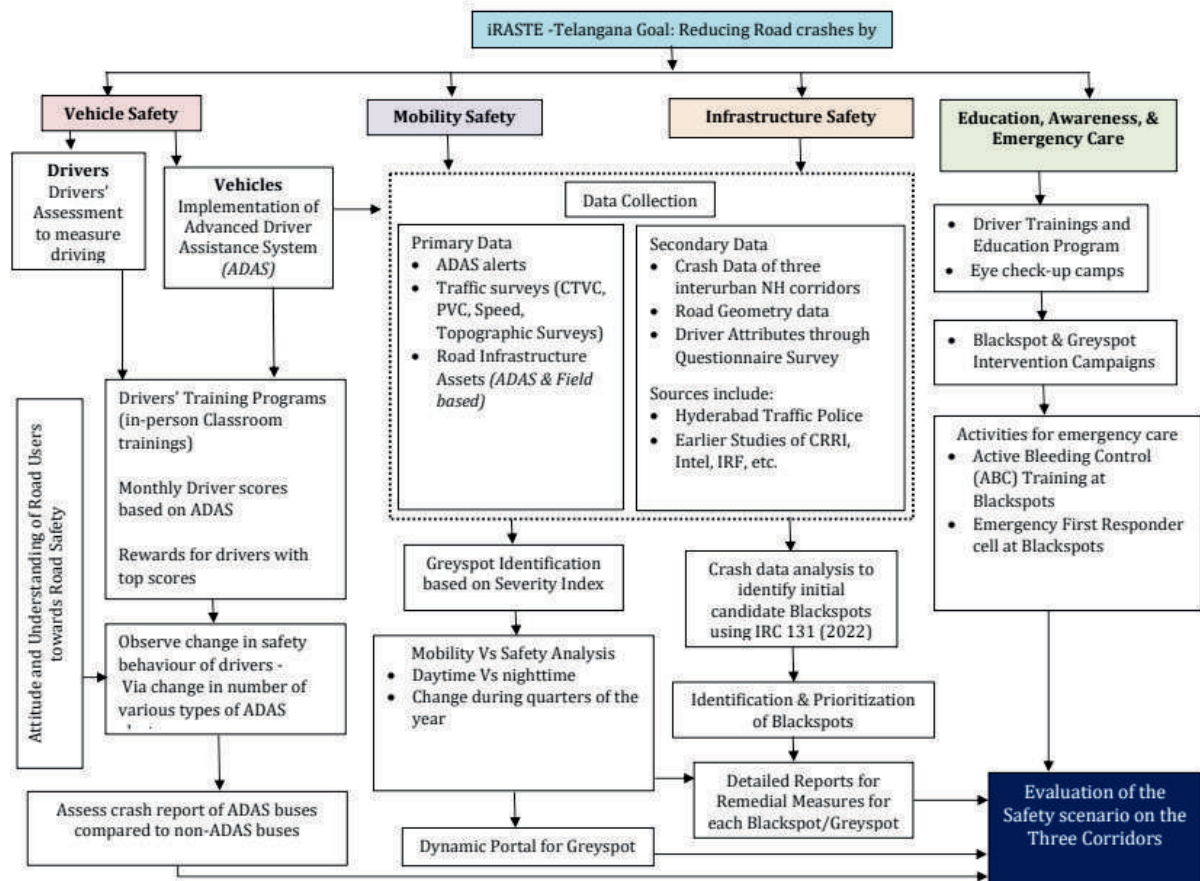 iRASTE -Telangana Goal: Reducing Road crashes by
Vehicle Safety
Mobility Safety
Infrastructure Safety
Education, Awareness, &
Emergency Care
Drivers
Drivers'
Assessment
to measure
driving
Vehicles
Implementation of
Advanced Driver
Assistance System
(ADAS)
Data Collection
Primary Data
• ADAS alerts
• Traffic surveys (CTVC,
PVC, Speed,
Topographic Surveys)
• Road Infrastructure
Assets (ADAS & Field
based)
Secondary Data
• Crash Data of three
interurban NH corridors
• Road Geometry data
• Driver Attributes through
Questionnaire Survey
Sources include:
• Hyderabad Traffic Police
• Earlier Studies of CRRI,
Intel, IRF, etc.
• Driver Trainings and
Education Program
• Eye check-up camps
• Blackspot & Greyspot
Intervention Campaigns
Activities for emergency care
• Active Bleeding Control
(ABC) Training at
Blackspots
• Emergency First Responder
cell at Blackspots
Attitude and Understanding of Road Users
towards Road Safety
Drivers' Training Programs
(in-person Classroom
trainings)
Monthly Driver scores
based on ADAS
Rewards for drivers with
top scores
Observe change in safety
behaviour of drivers -
Via change in number of
various types of ADAS
Assess crash report of ADAS buses
compared to non-ADAS buses
Greyspot Identification
based on Severity Index
Mobility Vs Safety Analysis
• Daytime Vs nighttime
• Change during quarters of the
year
Dynamic Portal for Greyspot
Crash data analysis to
identify initial
candidate Blackspots
using IRC 131 (2022)
Identification & Prioritization
of Blackspots
Detailed Reports for
Remedial Measures for
each Blackspot/Greyspot
Evaluation of the
Safety scenario on the
Three Corridors